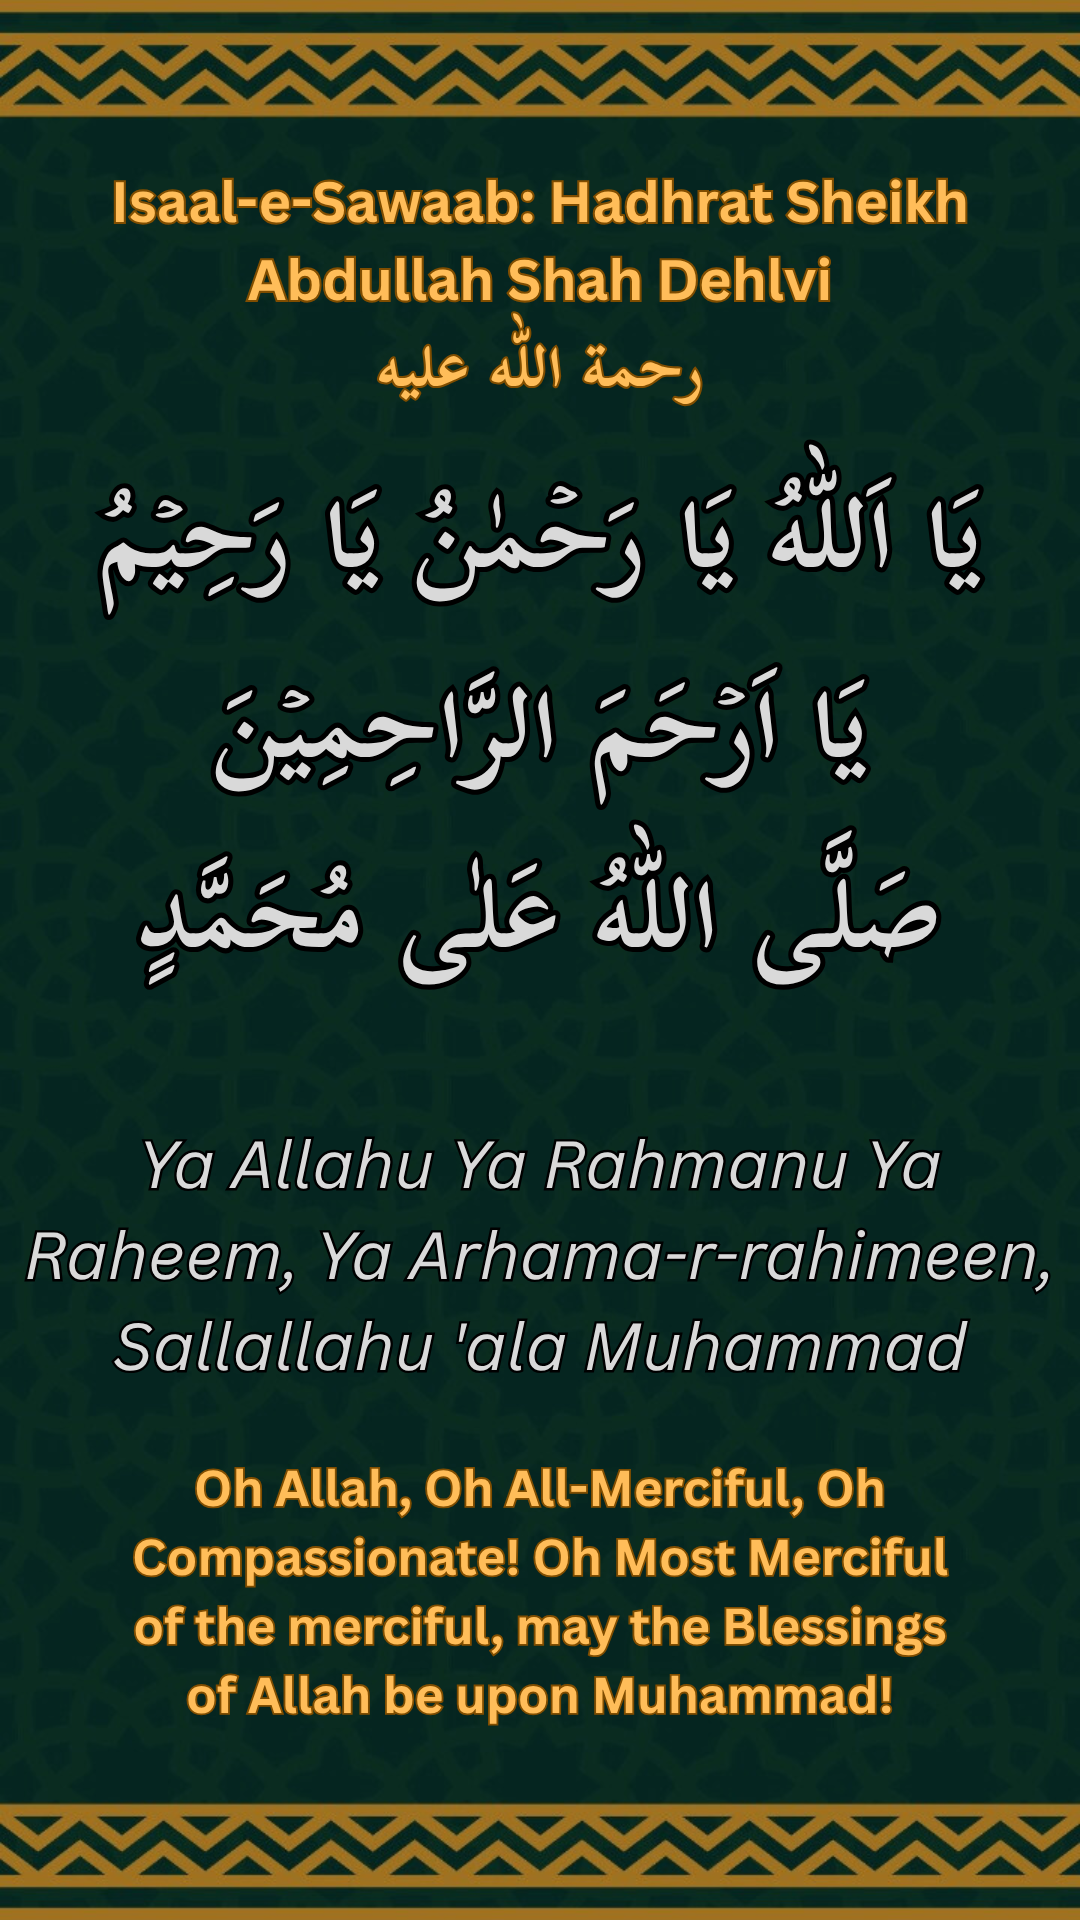 Isaal-e-Sawaab: Hadhrat Sheikh
Abdullah Shah Dehlvi
رحمة الله عليه
يَا اَللّٰهُ يَا رَحْمٰنُ يَا رَحِيْمُ
يَا اَرْحَمَ الرَّاحِمِيْنَ
صَلَّى اللّٰهُ عَلٰى مُحَمَّدٍ
Ya Allahu Ya Rahmanu Ya
Raheem, Ya Arhama-r-rahimeen,
Sallallahu 'ala Muhammad
Oh Allah, Oh All-Merciful, Oh
Compassionate! Oh Most Merciful
of the merciful, may the Blessings
of Allah be upon Muhammad!